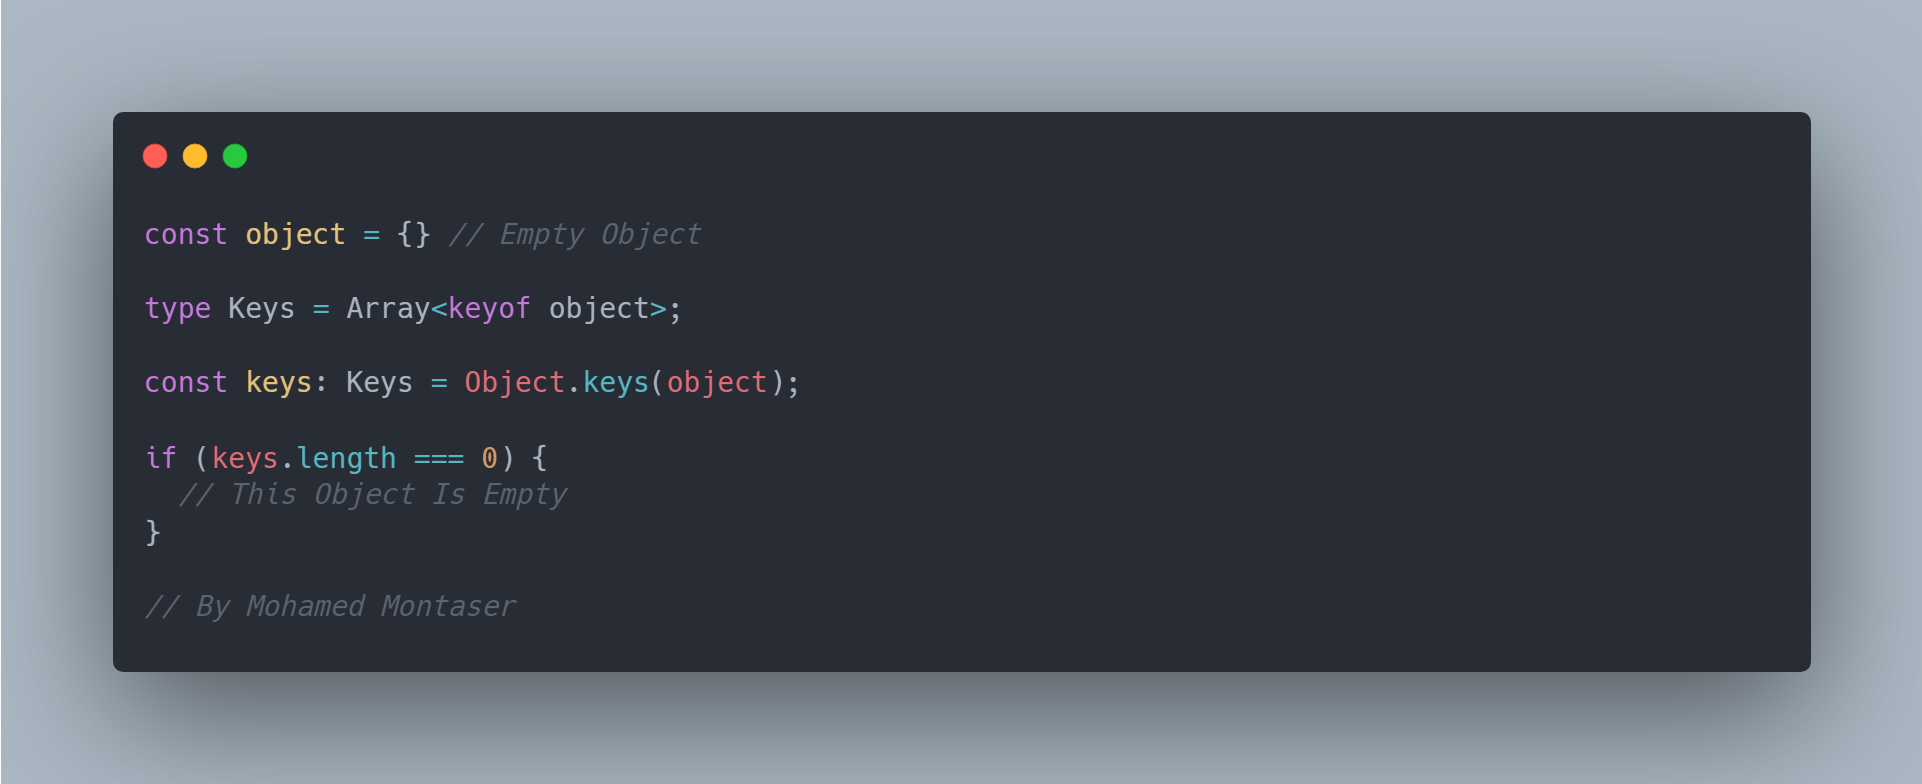 const object = {} // Empty Object
type Keys = Array<keyof object>;
const keys: Keys = Object.keys(object);
if (keys.length === 0) {
  // This Object Is Empty
}
// By Mohamed Montaser